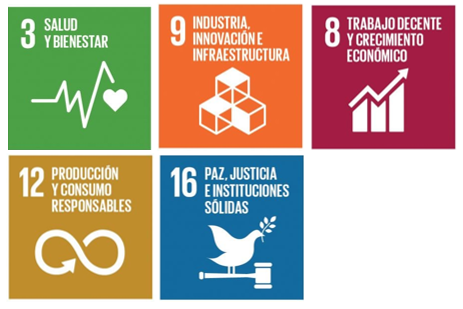 3 SALUD
Y BIENESTAR
9 INDUSTRIA,
INNOVACIÓN E
INFRAESTRUCTURA
8 TRABAJO DECENTE
Y CRECIMIENTO
ECONÓMICO
12 PRODUCCIÓN
Y CONSUMO
RESPONSABLES
16 PAZ, JUSTICIA
E INSTITUCIONES
SÓLIDAS